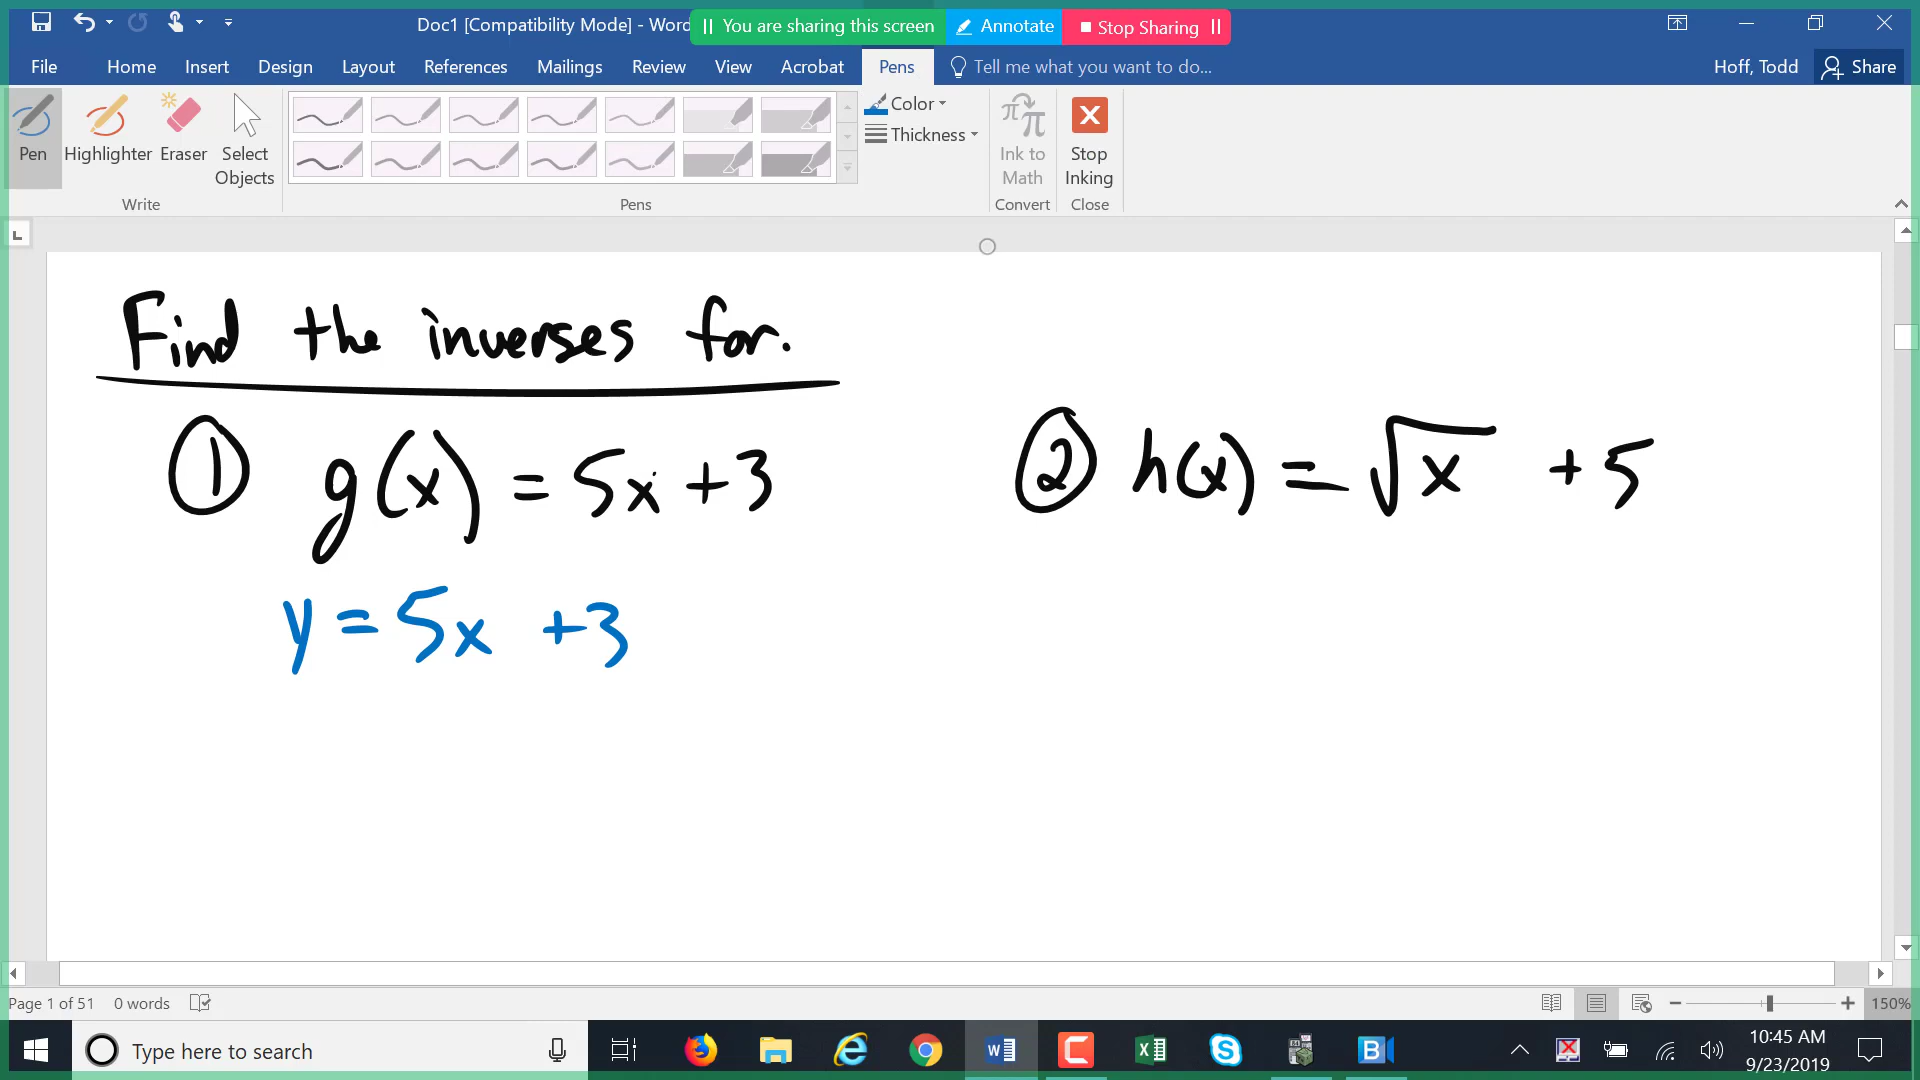 Doc1 [Compatibility Mode] - Word
You are sharing this screen
Annotate
Stop Sharing
File Home Insert Design Layout References Mailings Review View Acrobat Pens Tell me what you want to do... Hoff, Todd Share
Pen Highlighter Eraser Select Objects
Color
Thickness
Ink to Math
Stop Inking
Write Pens Convert Close
Find the inverses for.
① g(x) = 5x + 3
② h(x) = √x + 5
y = 5x + 3
Page 1 of 51 0 words 150%
Type here to search
10:45 AM
9/23/2019